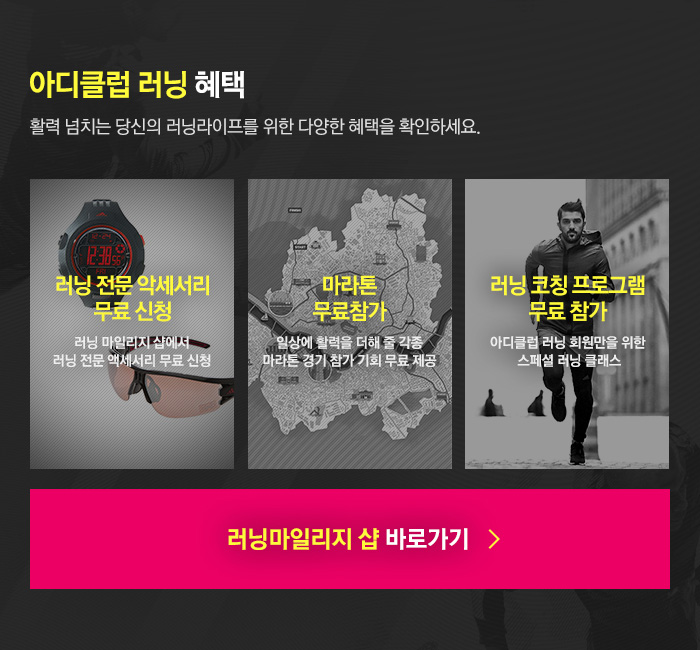 아디클럽 러닝 혜택
활력 넘치는 당신의 러닝라이프를 위한 다양한 혜택을 확인하세요.
러닝 전문 악세서리
무료 신청
러닝 마일리지 샵에서
러닝 전문 액세서리 무료 신청
마라톤
무료참가
일상에 활력을 더해 줄 각종
마라톤 경기 참가 기회 무료 제공
러닝 코칭 프로그램
무료 참가
아디클럽 러닝 회원만을 위한
스페셜 러닝 클래스
러닝마일리지 샵 바로가기